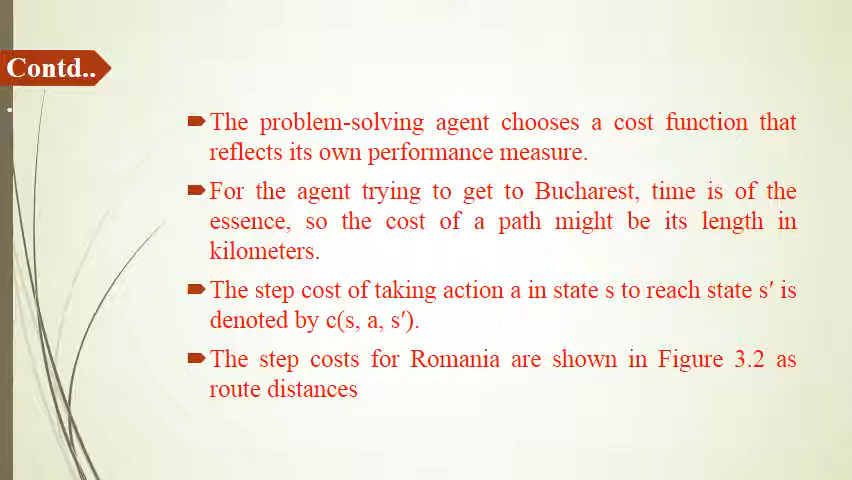 Contd..
The problem-solving agent chooses a cost function that
reflects its own performance measure.
For the agent trying to get to Bucharest, time is of the
essence, so the cost of a path might be its length in
kilometers.
The step cost of taking action a in state s to reach state s′ is
denoted by c(s, a, s′).
The step costs for Romania are shown in Figure 3.2 as
route distances